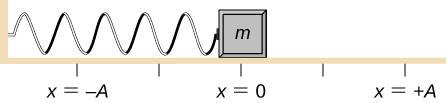 m
x = –A x = 0 x = +A